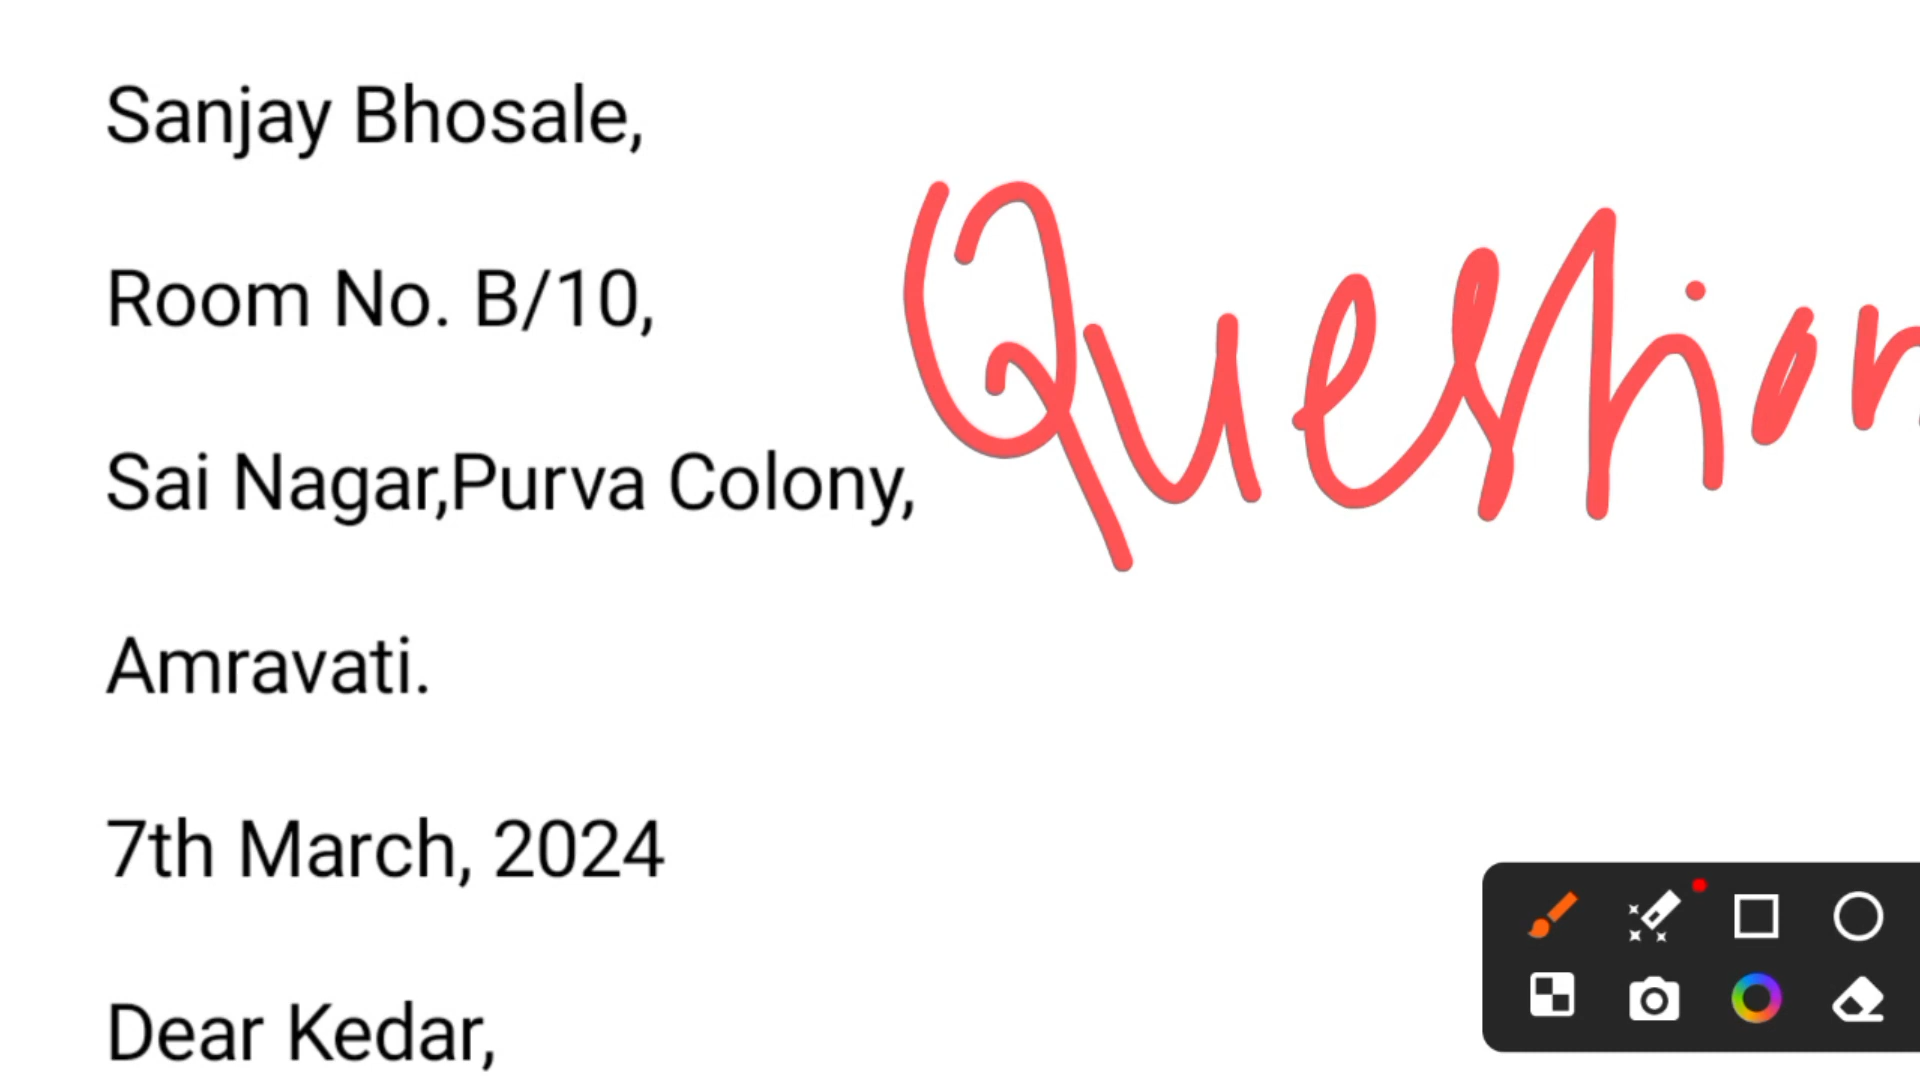 Sanjay Bhosale,
Room No. B/10,
Question
Sai Nagar,Purva Colony,
Amravati.
7th March, 2024
Dear Kedar,